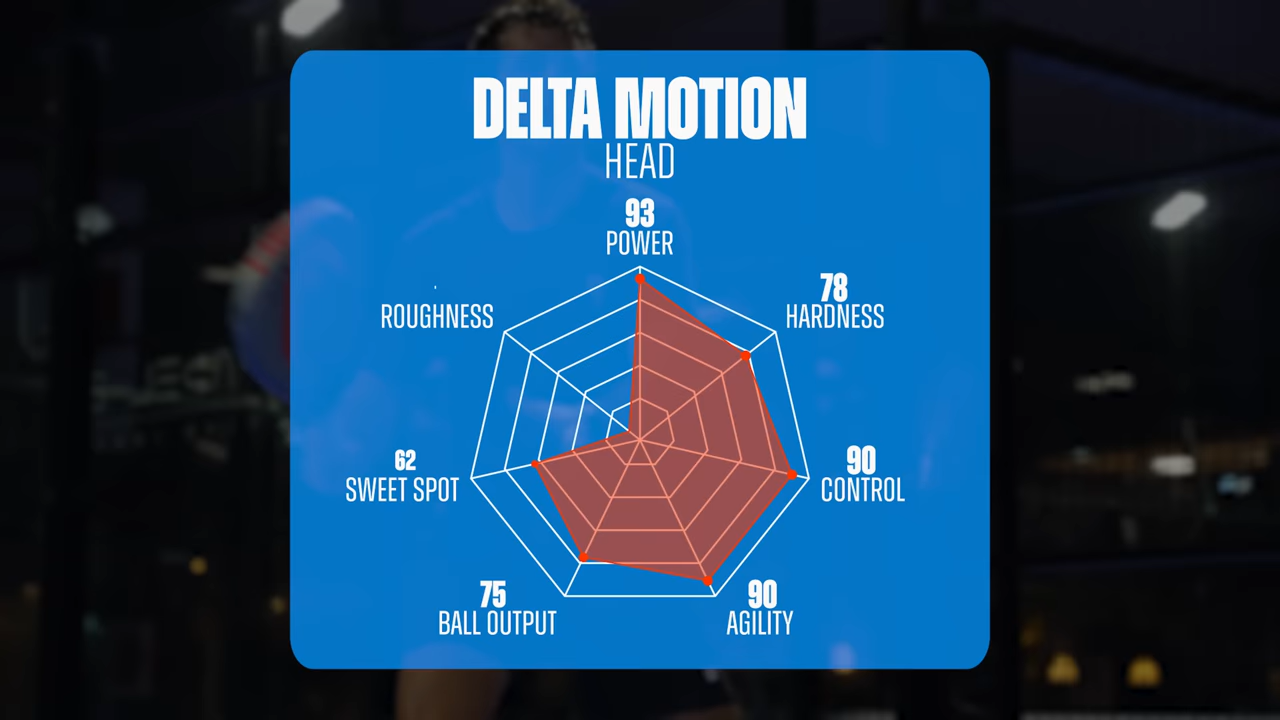 DELTA MOTION
HEAD
93
POWER
78
HARDNESS
ROUGHNESS
90
CONTROL
62
SWEET SPOT
75
BALL OUTPUT
90
AGILITY